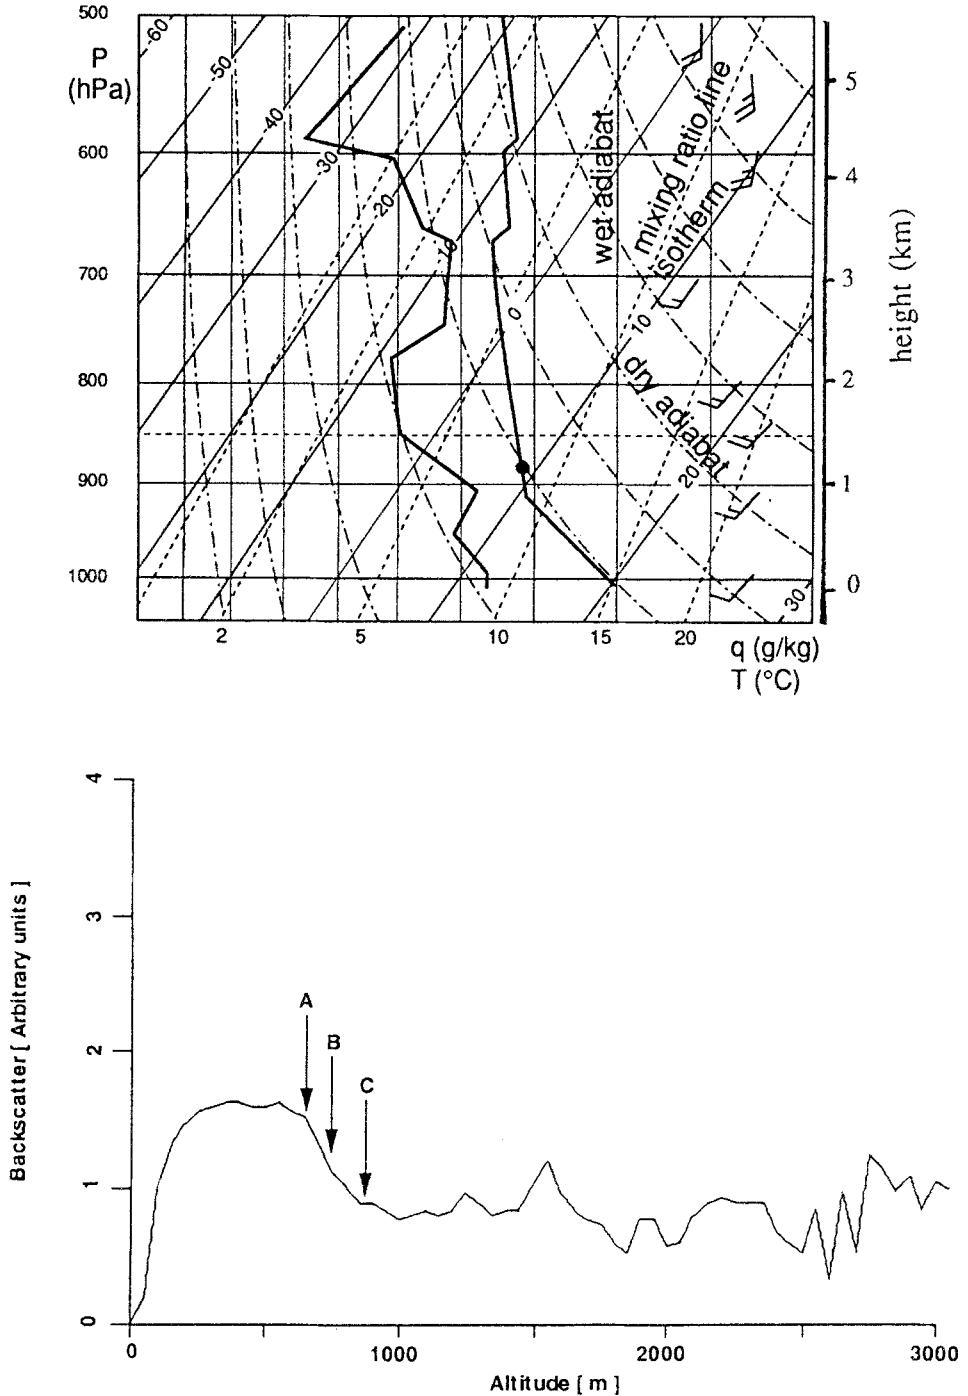 500
P
(hPa)
600
700
800
900
1000
-60
-50
-40
-30
20
10
0
10
20
30
wet adiabat
mixing ratio line
isotherm
dry adiabat
5
4
3
2
1
0
height (km)
2
5
10
15
20
q (g/kg)
T (°C)
4
3
2
1
0
Backscatter [ Arbitrary units ]
A
B
C
0
1000
2000
3000
Altitude [ m ]